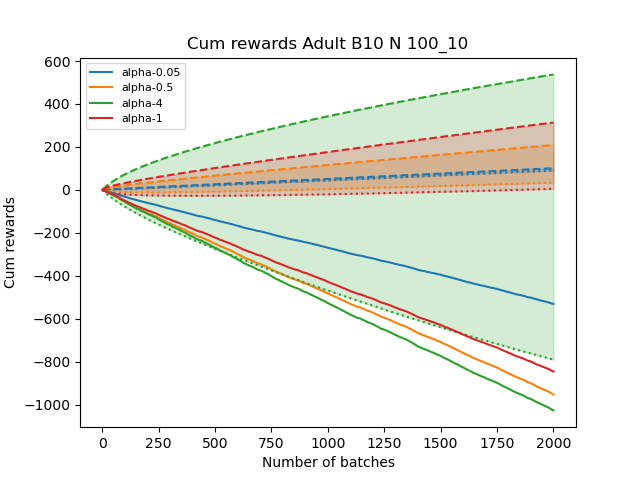 Cum rewards Adult B10 N 100_10
alpha-0.05
alpha-0.5
alpha-4
alpha-1
600
400
200
0
−200
−400
−600
−800
−1000
Cum rewards
0 250 500 750 1000 1250 1500 1750 2000
Number of batches